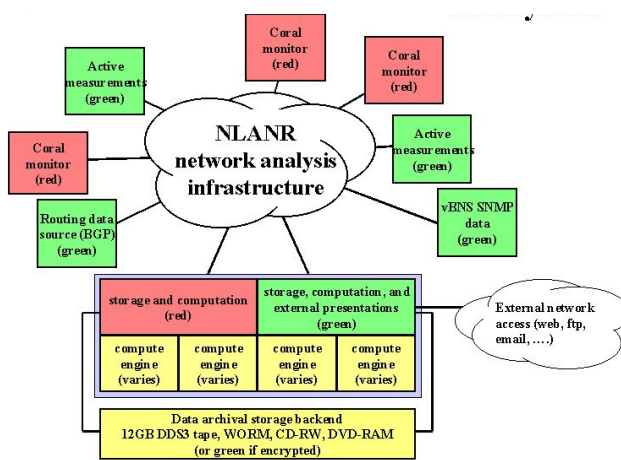 Coral
monitor
(red)
Coral
monitor
(red)
Active
measurements
(green)
NLANR
network analysis
infrastructure
Active
measurements
(green)
Coral
monitor
(red)
Routing data
source (BGP)
(green)
vBNS SNMP
data
(green)
storage and computation
(red)
storage, computation, and
external presentations
(green)
External network
access (web, ftp,
email, ....)
compute
engine
(varies)
compute
engine
(varies)
compute
engine
(varies)
compute
engine
(varies)
Data archival storage backend
12GB DDS3 tape, WORM, CD-RW, DVD-RAM
(or green if encrypted)